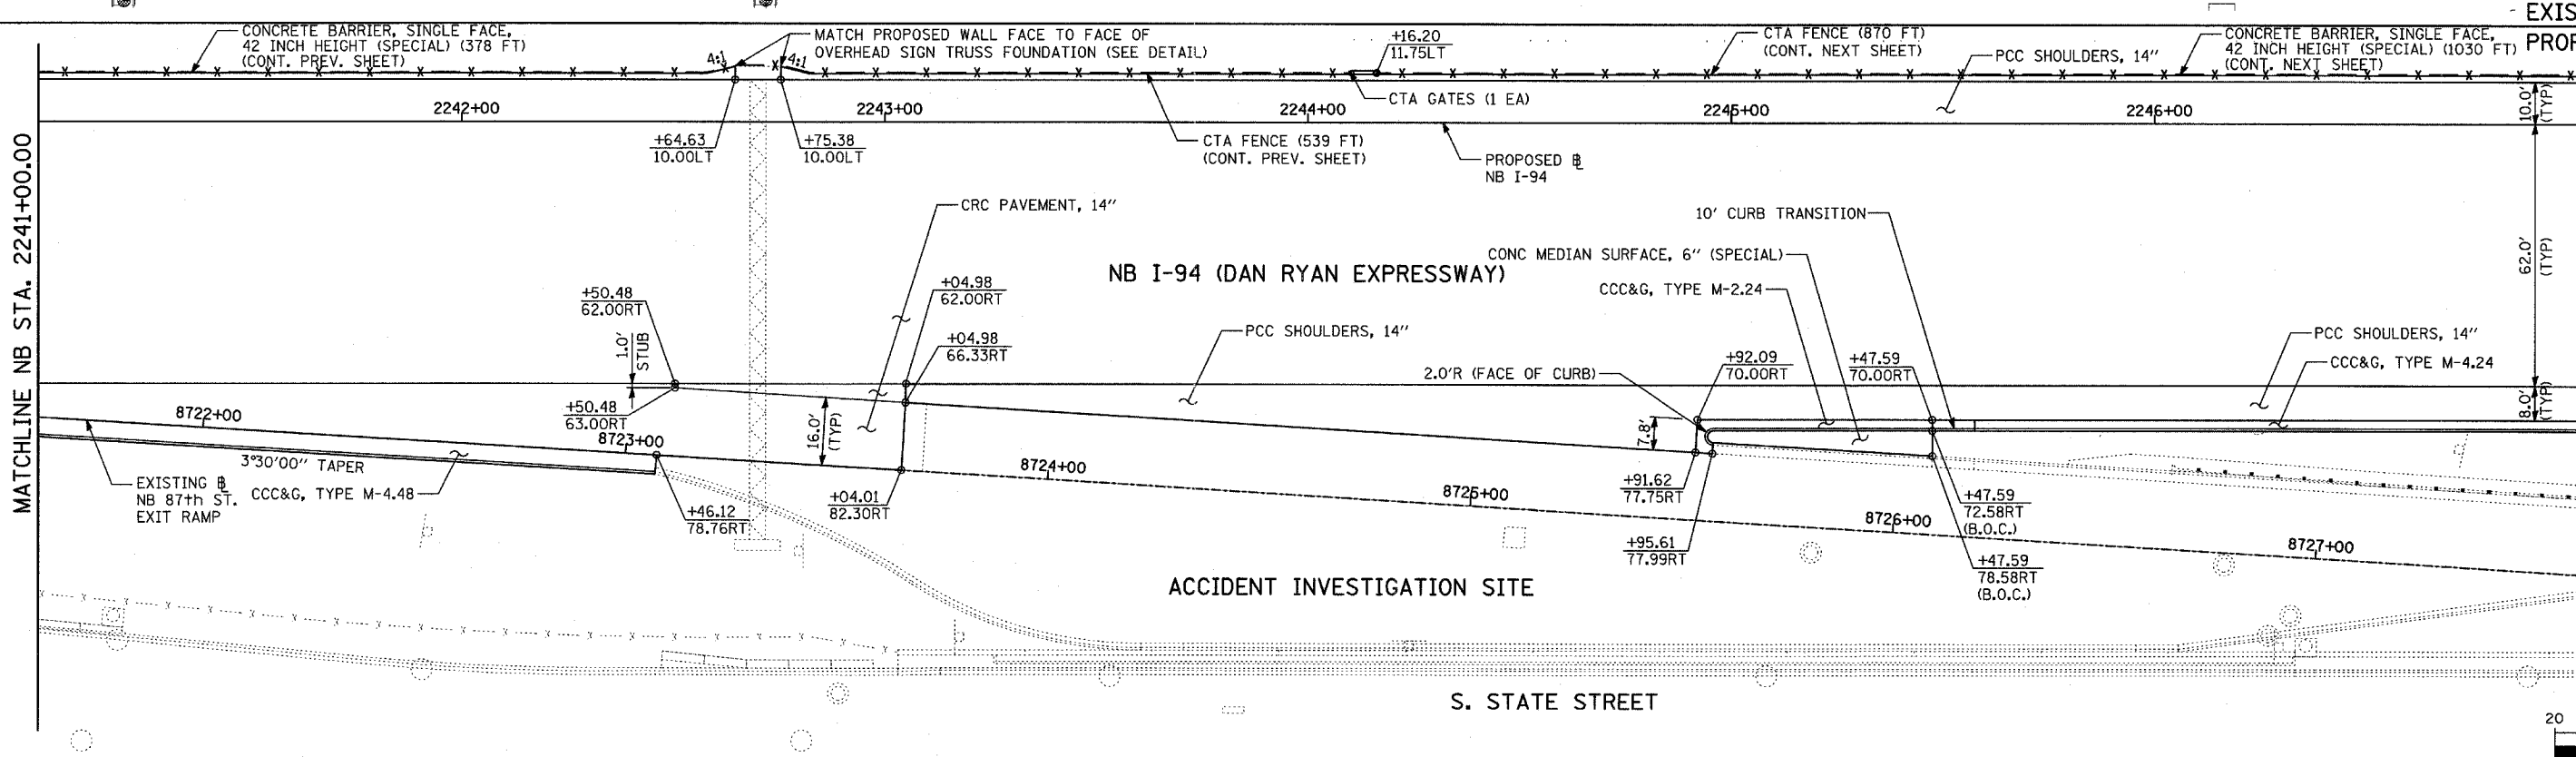 EXIS
PROP
CONCRETE BARRIER, SINGLE FACE,
42 INCH HEIGHT (SPECIAL) (378 FT)
(CONT. PREV. SHEET)
4:1
4:1
MATCH PROPOSED WALL FACE TO FACE OF
OVERHEAD SIGN TRUSS FOUNDATION (SEE DETAIL)
+16.20
11.75LT
CTA FENCE (870 FT)
(CONT. NEXT SHEET)
PCC SHOULDERS, 14"
CONCRETE BARRIER, SINGLE FACE,
42 INCH HEIGHT (SPECIAL) (1030 FT)
(CONT. NEXT SHEET)
CTA GATES (1 EA)
2242+00
2243+00
2244+00
2245+00
2246+00
10.0'
(TYP)
+64.63
10.00LT
+75.38
10.00LT
CTA FENCE (539 FT)
(CONT. PREV. SHEET)
PROPOSED ℄
NB I-94
MATCHLINE NB STA. 2241+00.00
CRC PAVEMENT, 14"
10' CURB TRANSITION
CONC MEDIAN SURFACE, 6" (SPECIAL)
NB I-94 (DAN RYAN EXPRESSWAY)
62.0'
(TYP)
+50.48
62.00RT
+04.98
62.00RT
CCC&G, TYPE M-2.24
1.0'
STUB
+04.98
66.33RT
PCC SHOULDERS, 14"
+92.09
70.00RT
+47.59
70.00RT
PCC SHOULDERS, 14"
CCC&G, TYPE M-4.24
2.0'R (FACE OF CURB)
8722+00
+50.48
63.00RT
8723+00
16.0'
(TYP)
7.8'
8.0'
(TYP)
3°30'00" TAPER
EXISTING ℄
NB 87th ST.
EXIT RAMP
CCC&G, TYPE M-4.48
+46.12
78.76RT
+04.01
82.30RT
8724+00
8725+00
+91.62
77.75RT
+47.59
72.58RT
(B.O.C.)
8726+00
+95.61
77.99RT
+47.59
78.58RT
(B.O.C.)
8727+00
ACCIDENT INVESTIGATION SITE
S. STATE STREET
20